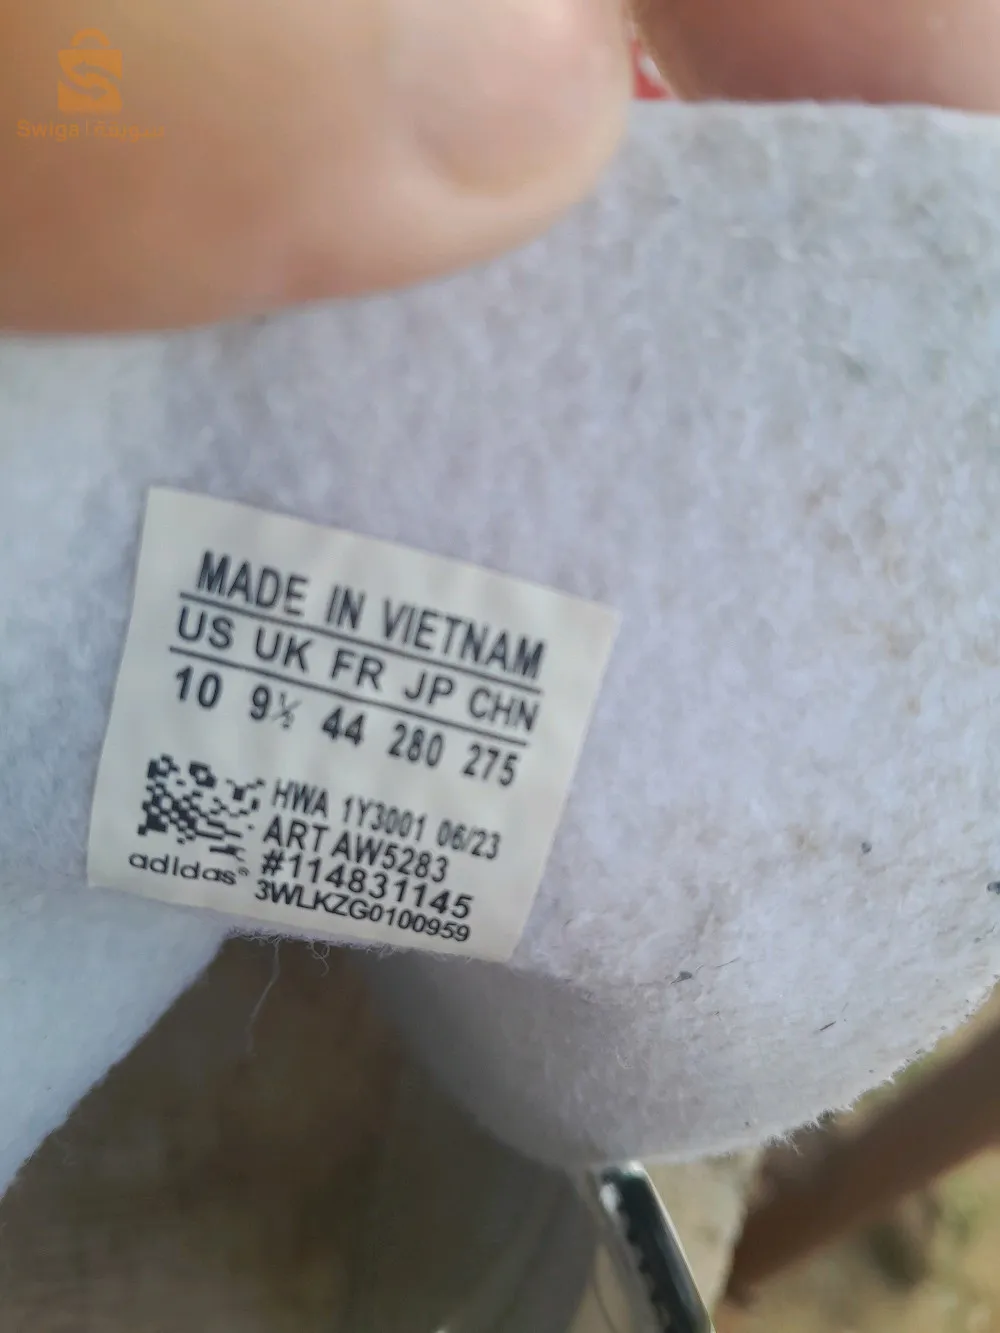 Swiga | سويقة
MADE IN VIETNAM
US UK FR JP CHN
10 9½ 44 280 275
HWA 1Y3001 06/23
ART AW5283
#114831145
adidas® 3WLKZG0100959